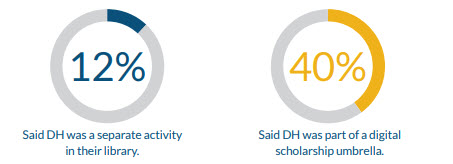 12%
Said DH was a separate activity
in their library.
40%
Said DH was part of a digital
scholarship umbrella.